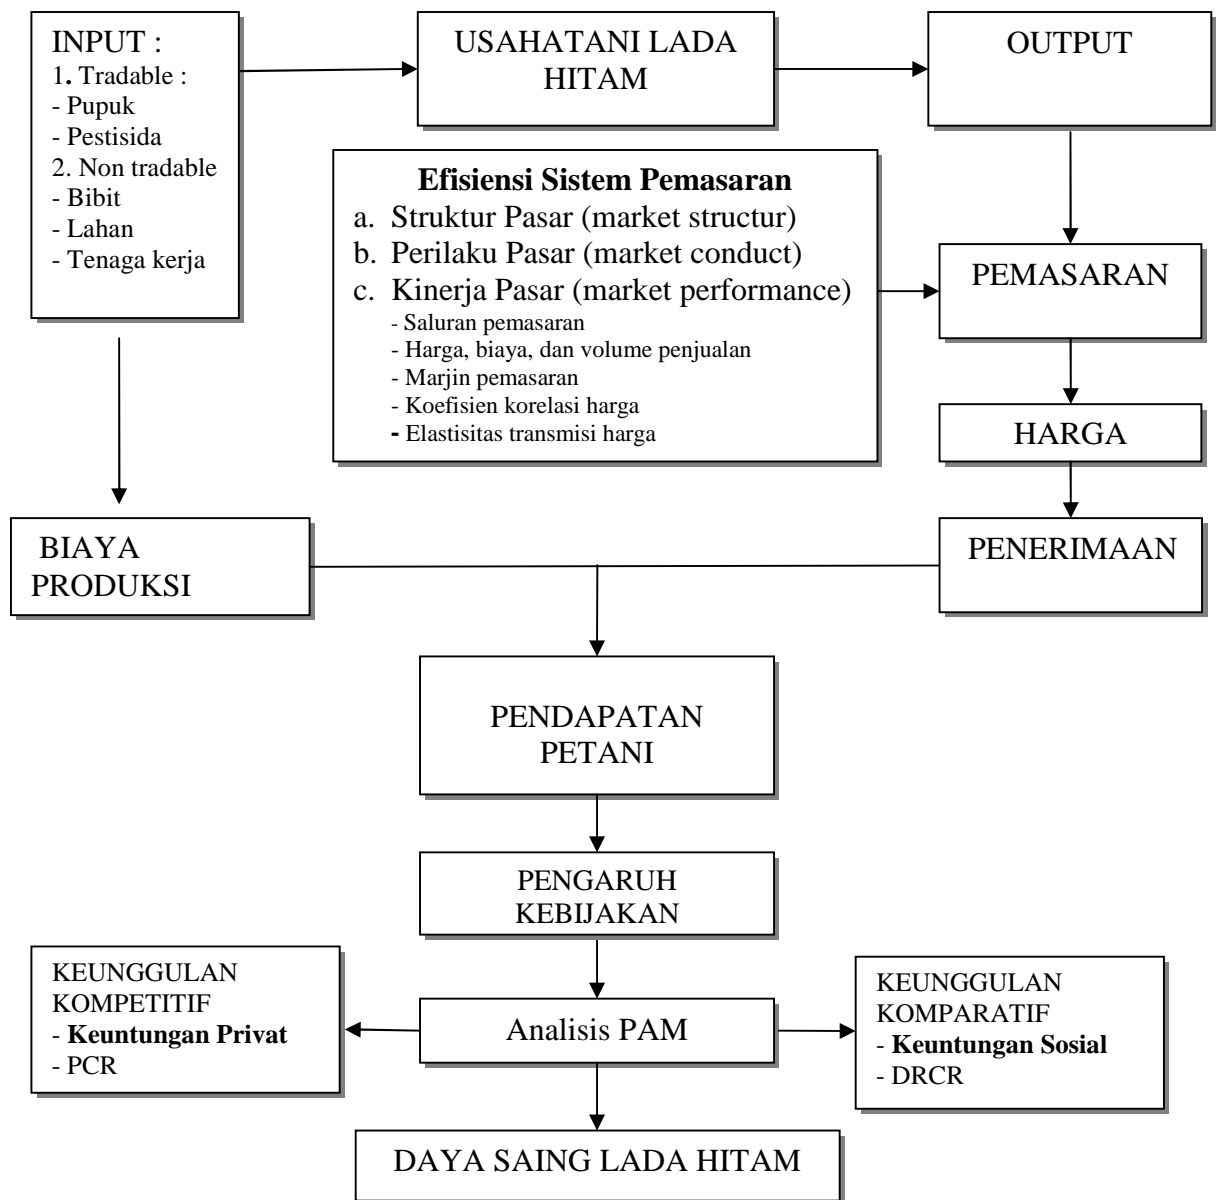 INPUT :
1. Tradable :
- Pupuk
- Pestisida
2. Non tradable
- Bibit
- Lahan
- Tenaga kerja
USAHATANI LADA
HITAM
OUTPUT
Efisiensi Sistem Pemasaran
a. Struktur Pasar (market structur)
b. Perilaku Pasar (market conduct)
c. Kinerja Pasar (market performance)
- Saluran pemasaran
- Harga, biaya, dan volume penjualan
- Marjin pemasaran
- Koefisien korelasi harga
- Elastisitas transmisi harga
PEMASARAN
HARGA
BIAYA
PRODUKSI
PENERIMAAN
PENDAPATAN
PETANI
PENGARUH
KEBIJAKAN
KEUNGGULAN
KOMPETITIF
- Keuntungan Privat
- PCR
Analisis PAM
KEUNGGULAN
KOMPARATIF
- Keuntungan Sosial
- DRCR
DAYA SAING LADA HITAM